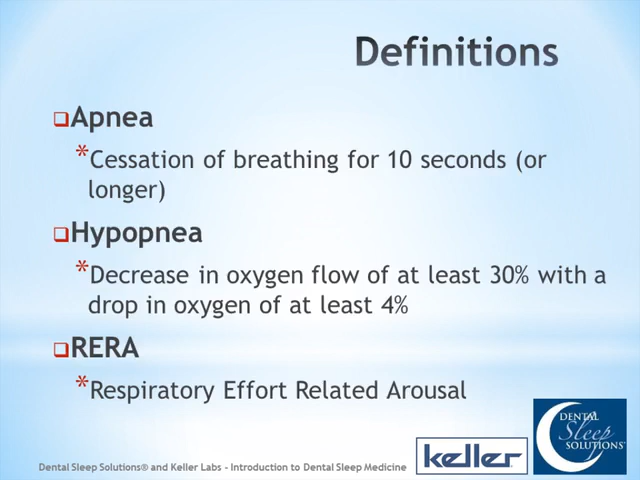 Definitions
Apnea
*Cessation of breathing for 10 seconds (or
longer)
Hypopnea
*Decrease in oxygen flow of at least 30% with a
drop in oxygen of at least 4%
RERA
*Respiratory Effort Related Arousal
Dental Sleep Solutions® and Keller Labs - Introduction to Dental Sleep Medicine
keller
DENTAL
Sleep
SOLUTIONS